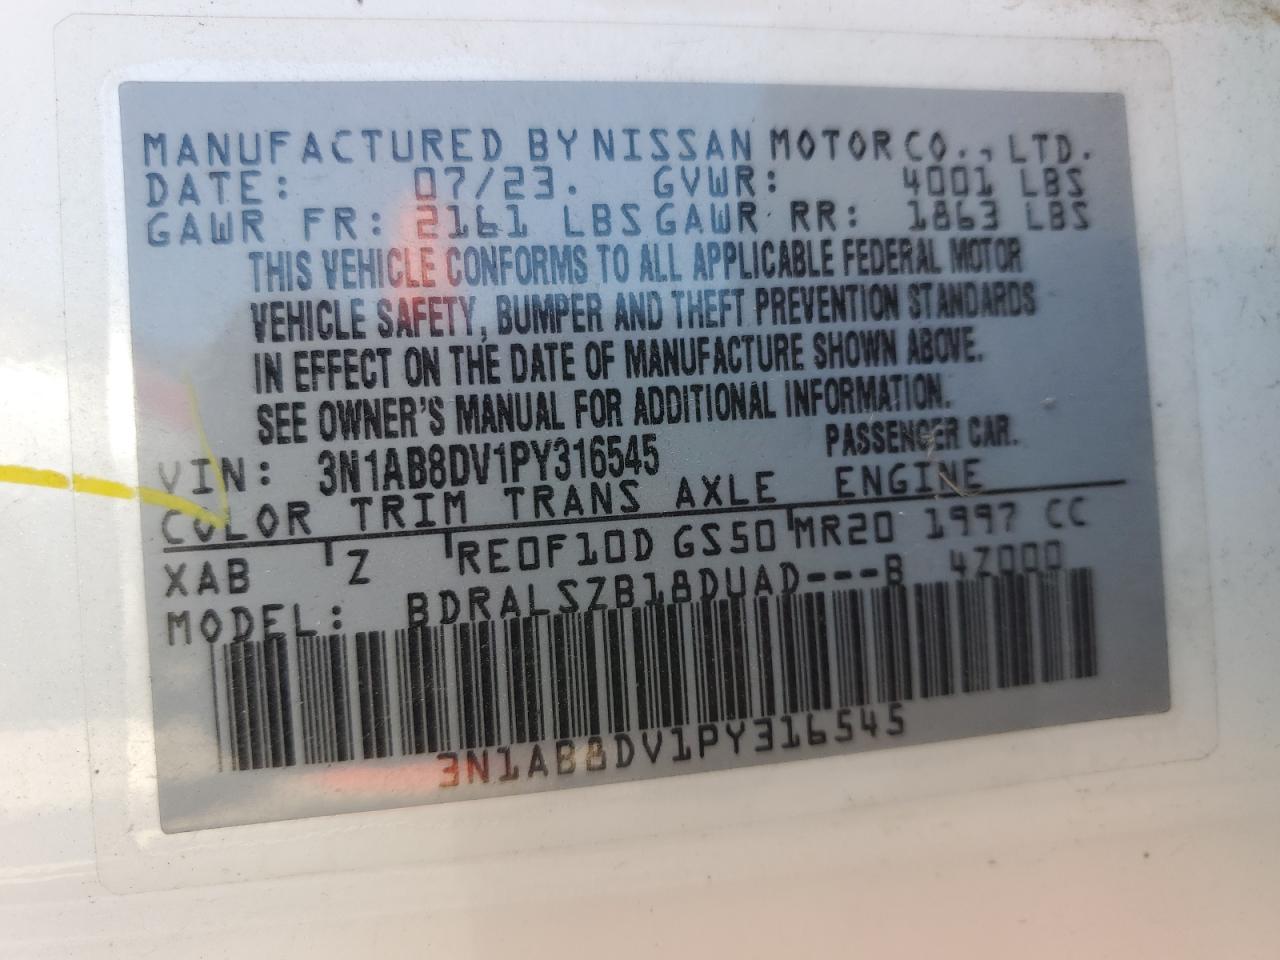 MANUFACTURED BY NISSAN MOTOR CO., LTD.
DATE: 07/23. GVWR: 4001 LBS
GAWR FR: 2161 LBS GAWR RR: 1863 LBS
THIS VEHICLE CONFORMS TO ALL APPLICABLE FEDERAL MOTOR
VEHICLE SAFETY, BUMPER AND THEFT PREVENTION STANDARDS
IN EFFECT ON THE DATE OF MANUFACTURE SHOWN ABOVE.
SEE OWNER'S MANUAL FOR ADDITIONAL INFORMATION.
VIN: 3N1AB8DV1PY316545 PASSENGER CAR.
COLOR TRIM TRANS AXLE ENGINE
XAB Z RE0F10D GS50 MR20 1997 CC
MODEL: BDRALSZB18DUAD---B 4Z000
3N1AB8DV1PY316545